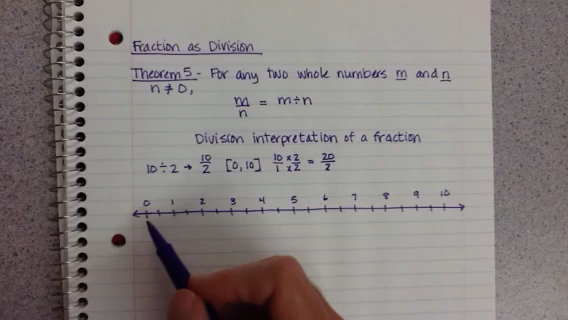 Fraction as Division
Theorem 5 - For any two whole numbers m and n
n ≠ 0,
m/n = m ÷ n
Division interpretation of a fraction
10 ÷ 2 → 10/2 [0, 10] 10/1 × 2/× 2 = 20/2
0 1 2 3 4 5 6 7 8 9 10